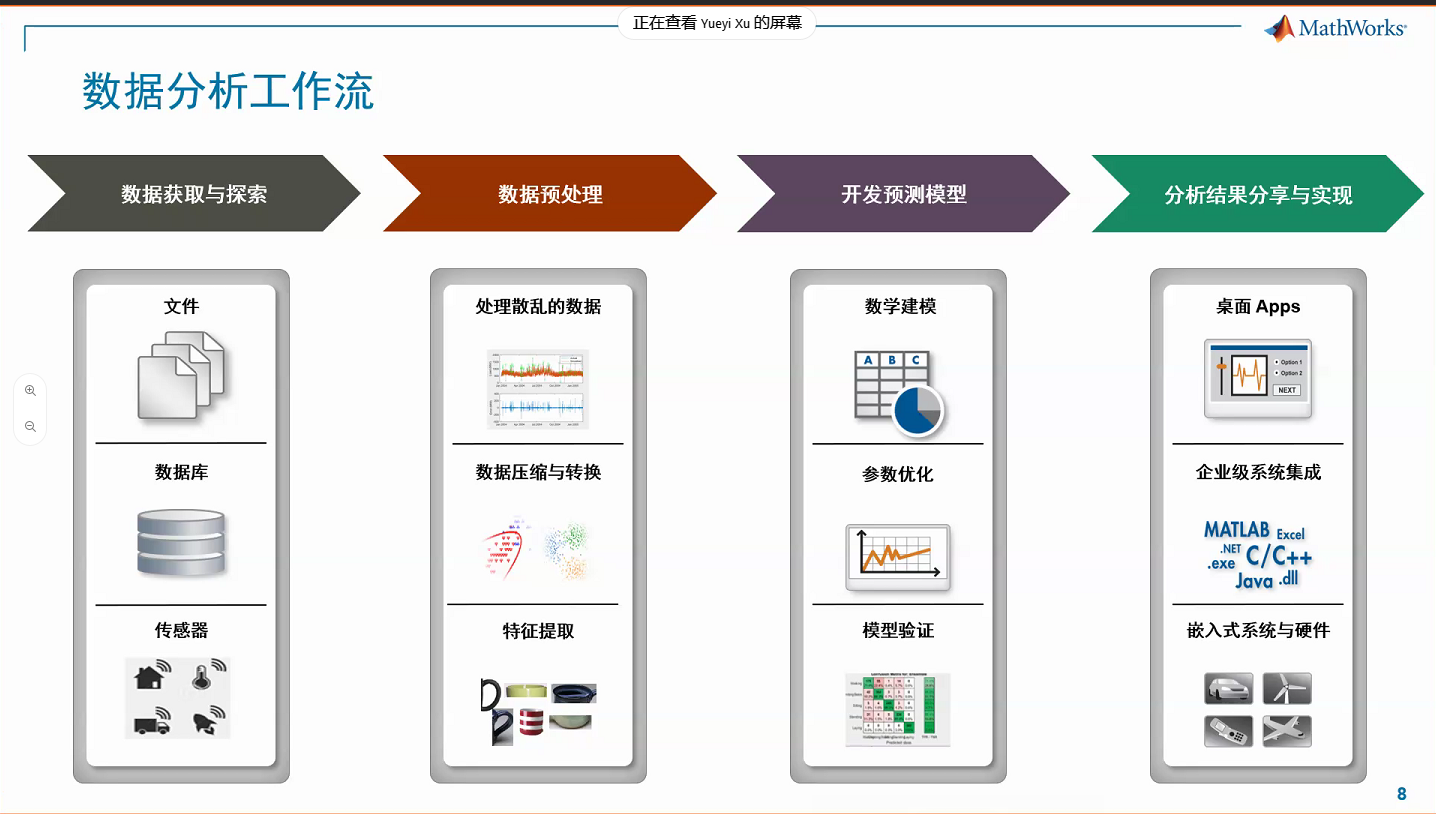 正在查看 Yueyi Xu 的屏幕
MathWorks
数据分析工作流
数据获取与探索
数据预处理
开发预测模型
分析结果分享与实现
文件
数据库
传感器
处理散乱的数据
数据压缩与转换
特征提取
数学建模
A B C
参数优化
模型验证
桌面 Apps
Option 1
Option 2
NEXT
企业级系统集成
MATLAB Excel
.NET
.exe C/C++
Java .dll
嵌入式系统与硬件
8